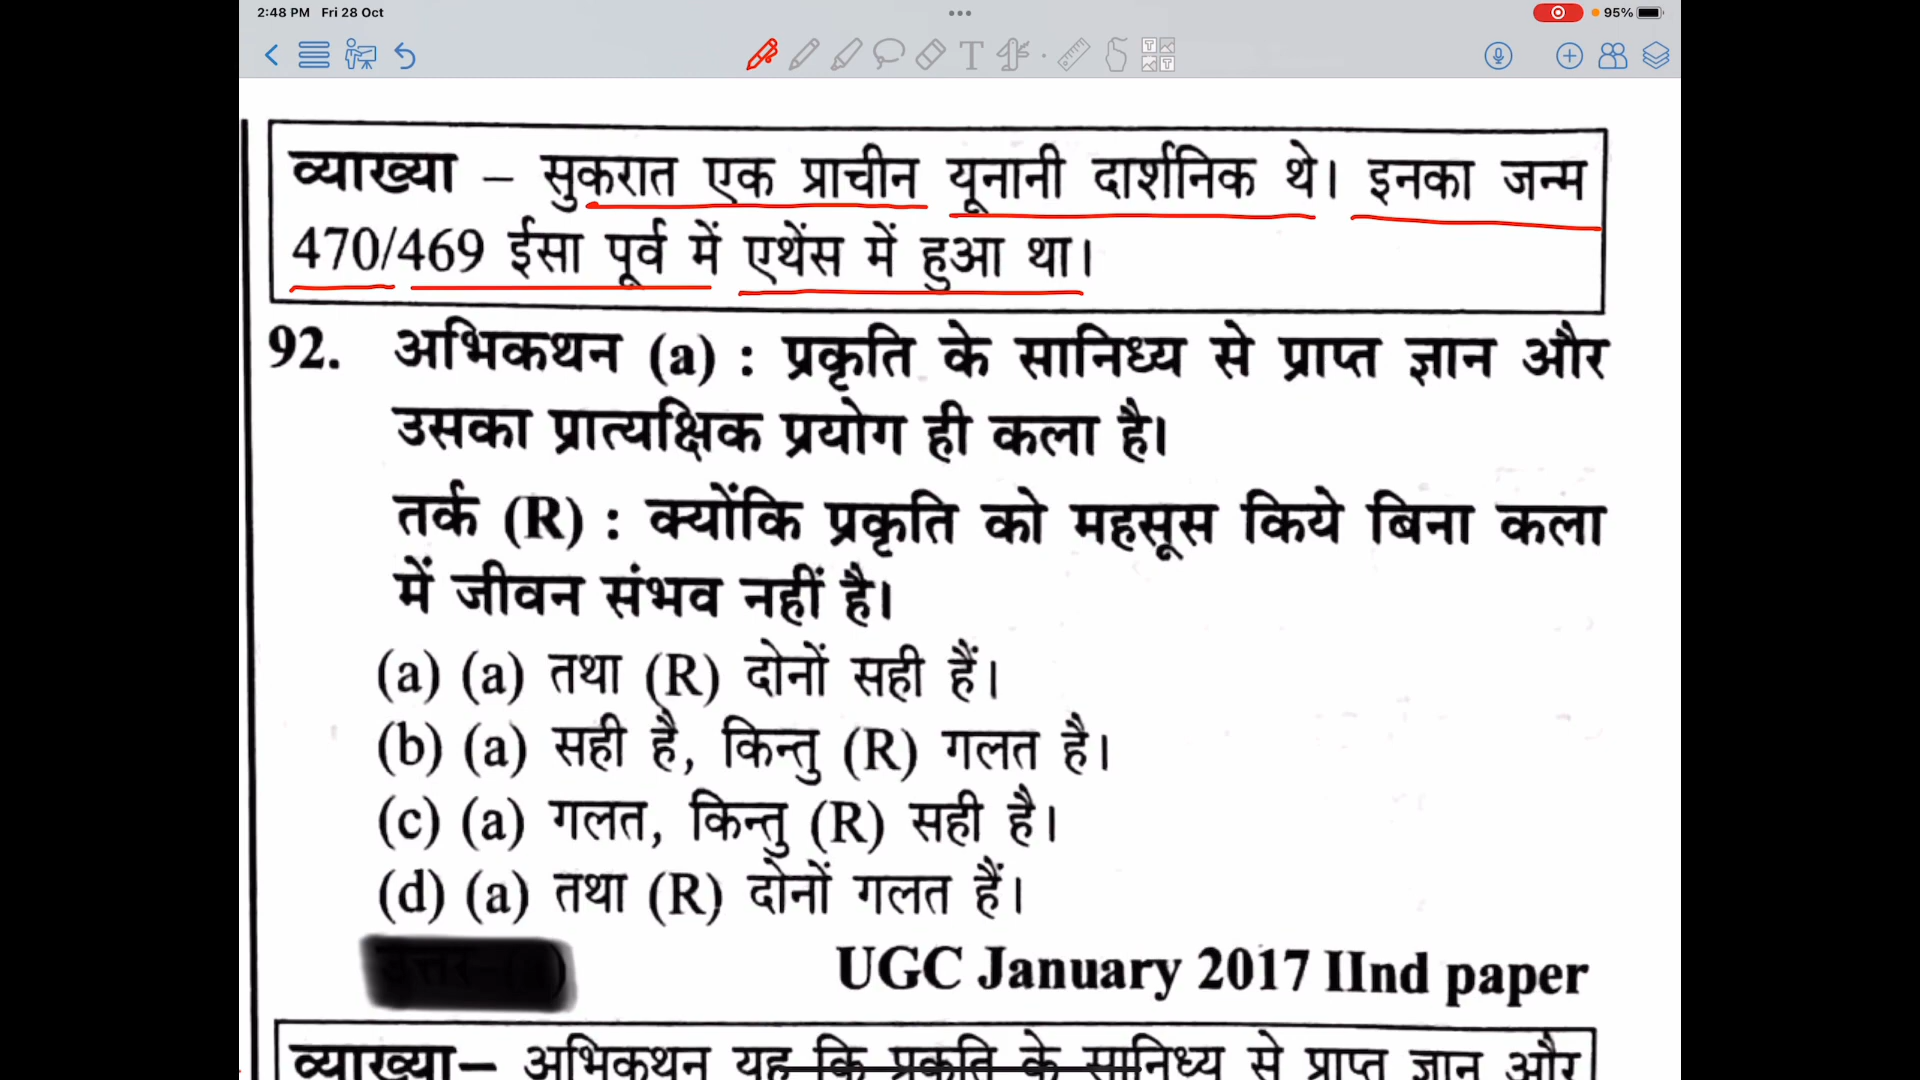 2:48 PM Fri 28 Oct
95%
व्याख्या – सुकरात एक प्राचीन यूनानी दार्शनिक थे। इनका जन्म
470/469 ईसा पूर्व में एथेंस में हुआ था।
92. अभिकथन (a) : प्रकृति के सानिध्य से प्राप्त ज्ञान और
उसका प्रात्यक्षिक प्रयोग ही कला है।
तर्क (R) : क्योंकि प्रकृति को महसूस किये बिना कला
में जीवन संभव नहीं है।
(a) (a) तथा (R) दोनों सही हैं।
(b) (a) सही है, किन्तु (R) गलत है।
(c) (a) गलत, किन्तु (R) सही है।
(d) (a) तथा (R) दोनों गलत हैं।
UGC January 2017 IInd paper
व्याख्या– अभिकथन यह कि प्रकृति के सानिध्य से प्राप्त ज्ञान और